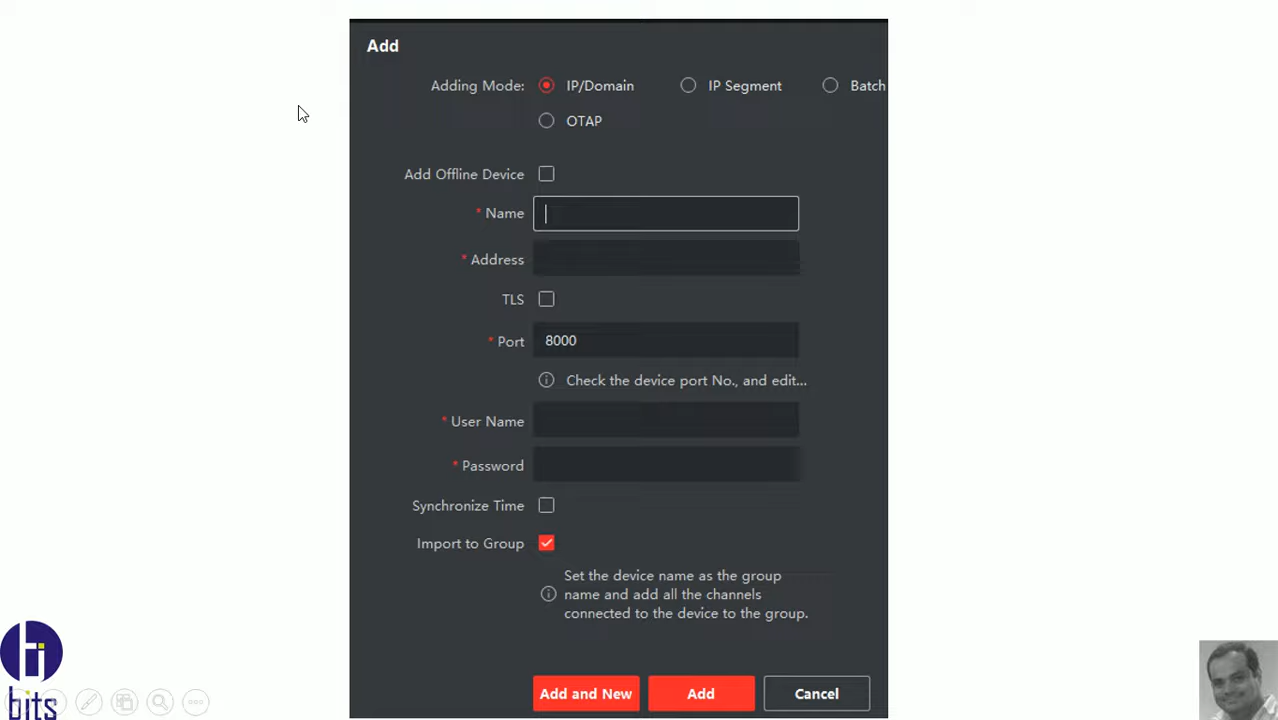 Add
Adding Mode: IP/Domain IP Segment Batch
OTAP
Add Offline Device
* Name
* Address
TLS
* Port 8000
Check the device port No., and edit...
* User Name
* Password
Synchronize Time
Import to Group
Set the device name as the group
name and add all the channels
connected to the device to the group.
Add and New Add Cancel
hi
bits